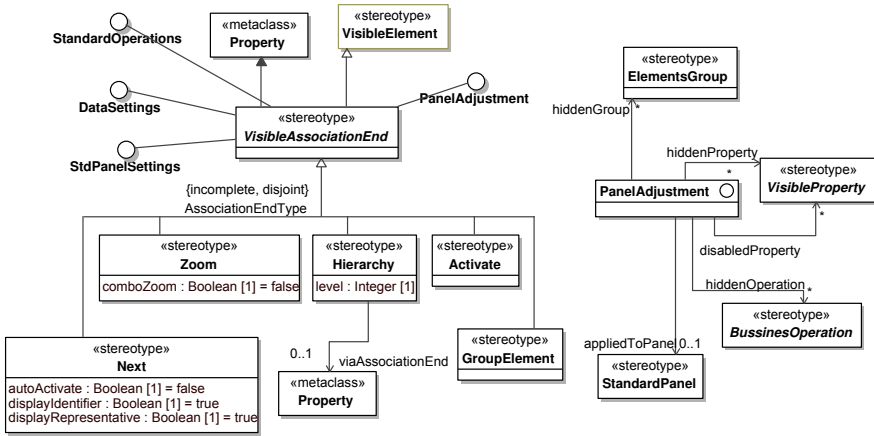 StandardOperations
«metaclass»
Property
«stereotype»
VisibleElement
DataSettings
PanelAdjustment
«stereotype»
VisibleAssociationEnd
StdPanelSettings
{incomplete, disjoint}
AssociationEndType
«stereotype»
Zoom
comboZoom : Boolean [1] = false
«stereotype»
Hierarchy
level : Integer [1]
«stereotype»
Activate
«stereotype»
Next
autoActivate : Boolean [1] = false
displayIdentifier : Boolean [1] = true
displayRepresentative : Boolean [1] = true
0..1
viaAssociationEnd
«metaclass»
Property
«stereotype»
GroupElement
«stereotype»
ElementsGroup
hiddenGroup
*
hiddenProperty
*
PanelAdjustment
«stereotype»
VisibleProperty
*
disabledProperty
hiddenOperation
*
«stereotype»
BussinesOperation
appliedToPanel
0..1
«stereotype»
StandardPanel